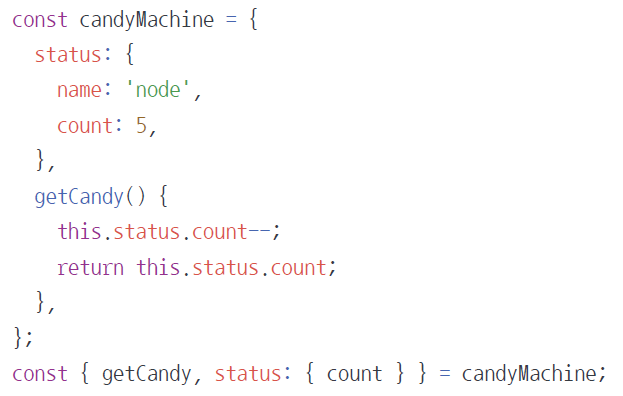 const candyMachine = {
  status: {
    name: 'node',
    count: 5,
  },
  getCandy() {
    this.status.count--;
    return this.status.count;
  },
};
const { getCandy, status: { count } } = candyMachine;